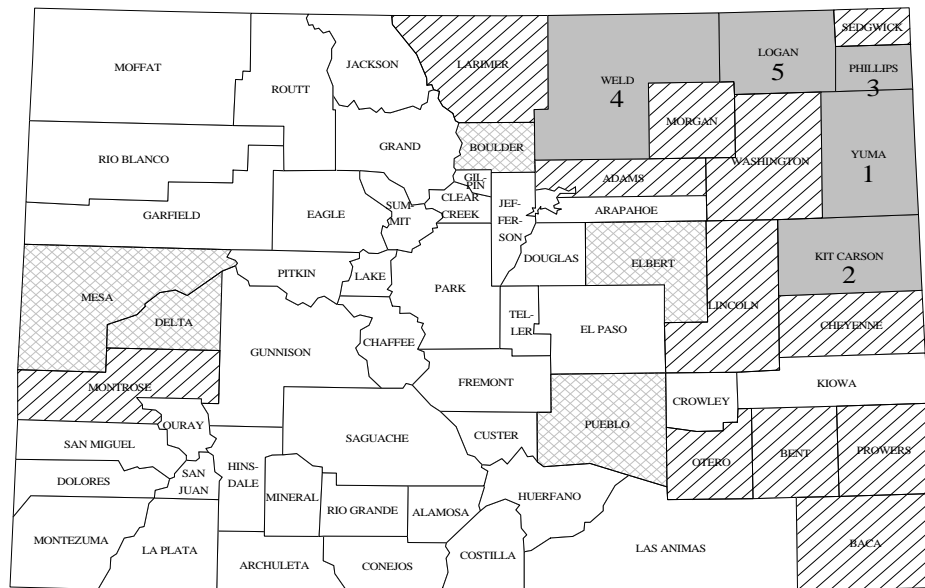 SEDGWICK
LOGAN
JACKSON
LARIMER
MOFFAT
PHILLIPS
5
WELD
3
ROUTT
4
MORGAN
GRAND
BOULDER
YUMA
RIO BLANCO
WASHINGTON
1
GIL-
PIN
ADAMS
CLEAR
CREEK
SUM-
MIT
JEF-
FER-
SON
ARAPAHOE
GARFIELD
EAGLE
KIT CARSON
2
DOUGLAS
ELBERT
PITKIN
LAKE
PARK
MESA
LINCOLN
DELTA
TEL-
LER
EL PASO
CHEYENNE
CHAFFEE
GUNNISON
FREMONT
MONTROSE
KIOWA
CROWLEY
OURAY
PUEBLO
CUSTER
SAN MIGUEL
SAGUACHE
PROWERS
BENT
OTERO
HINS-
DALE
SAN
JUAN
DOLORES
MINERAL
HUERFANO
RIO GRANDE
ALAMOSA
MONTEZUMA
LA PLATA
BACA
LAS ANIMAS
COSTILLA
ARCHULETA
CONEJOS